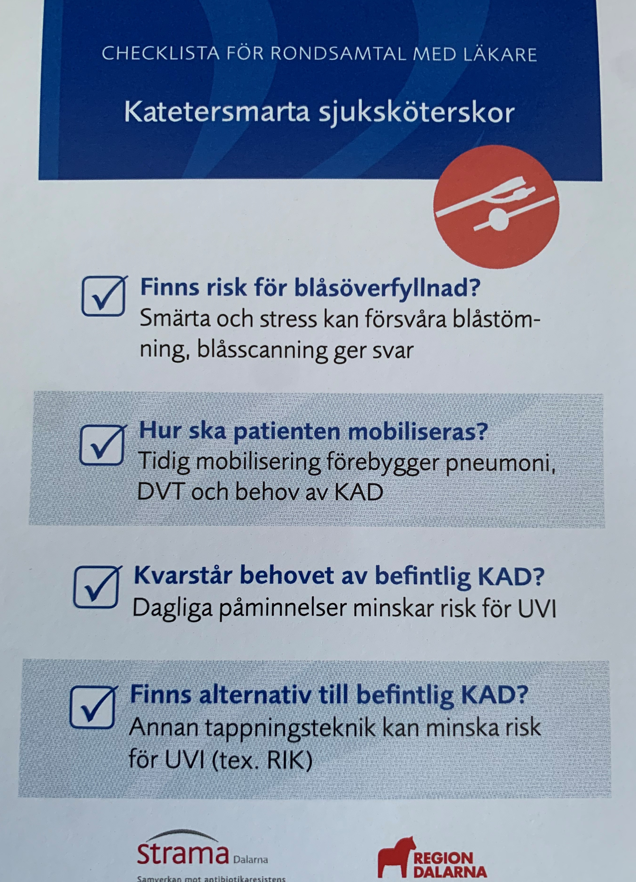 CHECKLISTA FÖR RONDSAMTAL MED LÄKARE
Katetersmarta sjuksköterskor
Finns risk för blåsöverfyllnad?
Smärta och stress kan försvåra blåstöm-
ning, blåsscanning ger svar
Hur ska patienten mobiliseras?
Tidig mobilisering förebygger pneumoni,
DVT och behov av KAD
Kvarstår behovet av befintlig KAD?
Dagliga påminnelser minskar risk för UVI
Finns alternativ till befintlig KAD?
Annan tappningsteknik kan minska risk
för UVI (tex. RIK)
Strama Dalarna
Samverkan mot antibiotikaresistens
REGION
DALARNA